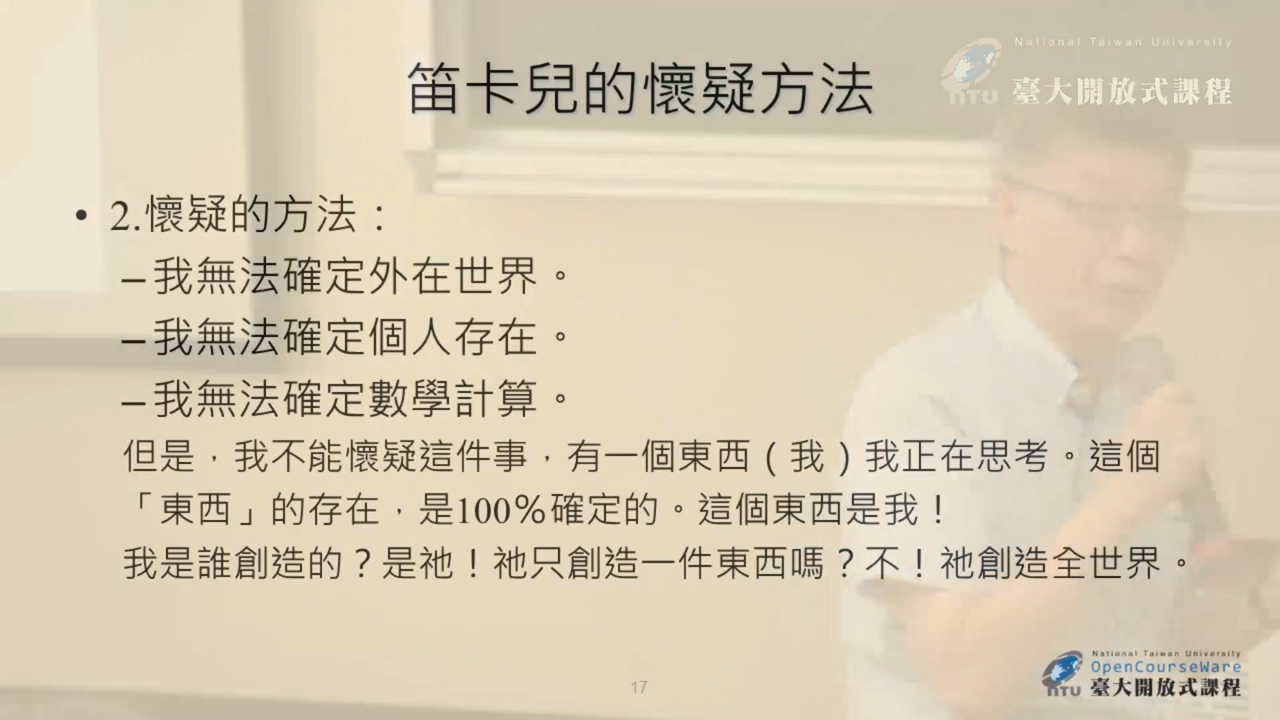 National Taiwan University
臺大開放式課程
NTU
笛卡兒的懷疑方法
• 2.懷疑的方法：
–我無法確定外在世界。
–我無法確定個人存在。
–我無法確定數學計算。
但是，我不能懷疑這件事，有一個東西（我）我正在思考。這個
「東西」的存在，是100%確定的。這個東西是我！
我是誰創造的？是祂！祂只創造一件東西嗎？不！祂創造全世界。
17
National Taiwan University
OpenCourseWare
NTU
臺大開放式課程